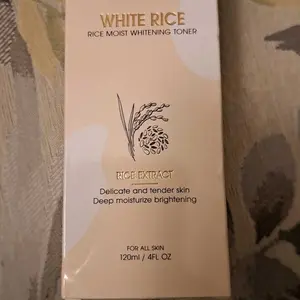 WHITE RICE
RICE MOIST WHITENING TONER
RICE EXTRACT
Delicate and tender skin
Deep moisturize brightening
FOR ALL SKIN
120ml / 4FL OZ